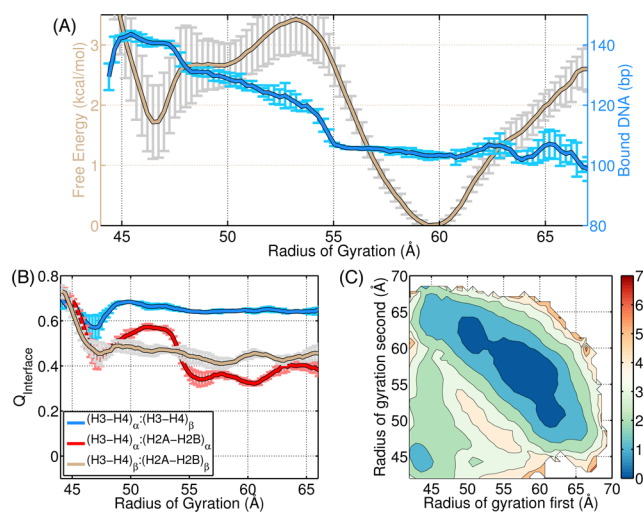 (A)
Free Energy (kcal/mol)
3
2
1
0
140
120
100
80
Bound DNA (bp)
45 50 55 60 65
Radius of Gyration (Å)
(B)
Q_Interface
0.8
0.6
0.4
0.2
0
(H3−H4)α:(H3−H4)β
(H3−H4)α:(H2A−H2B)α
(H3−H4)β:(H2A−H2B)β
45 50 55 60 65
Radius of Gyration (Å)
(C)
Radius of gyration second (Å)
70
65
60
55
50
45
45 50 55 60 65 70
Radius of gyration first (Å)
7
6
5
4
3
2
1
0